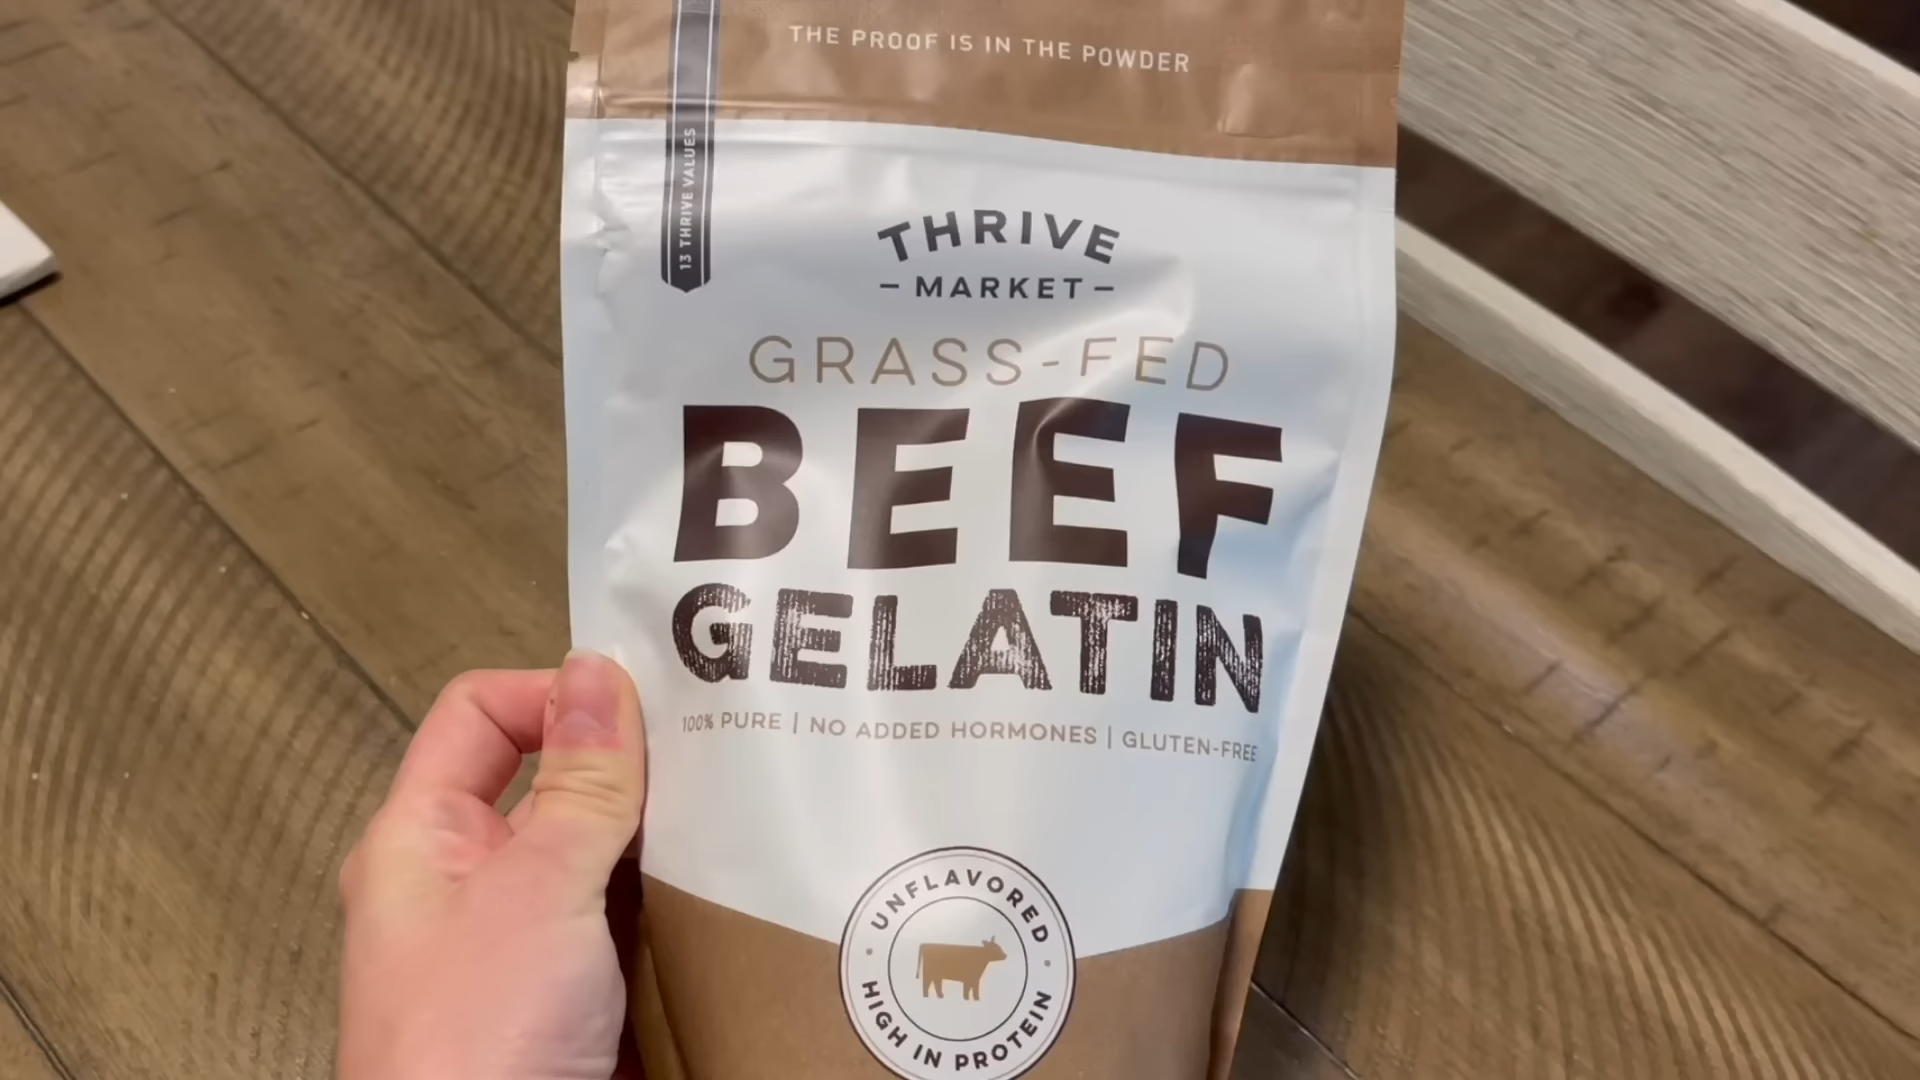 THE PROOF IS IN THE POWDER
13 THRIVE VALUES
THRIVE
- MARKET -
GRASS-FED
BEEF
GELATIN
100% PURE | NO ADDED HORMONES | GLUTEN-FREE
UNFLAVORED
HIGH IN PROTEIN